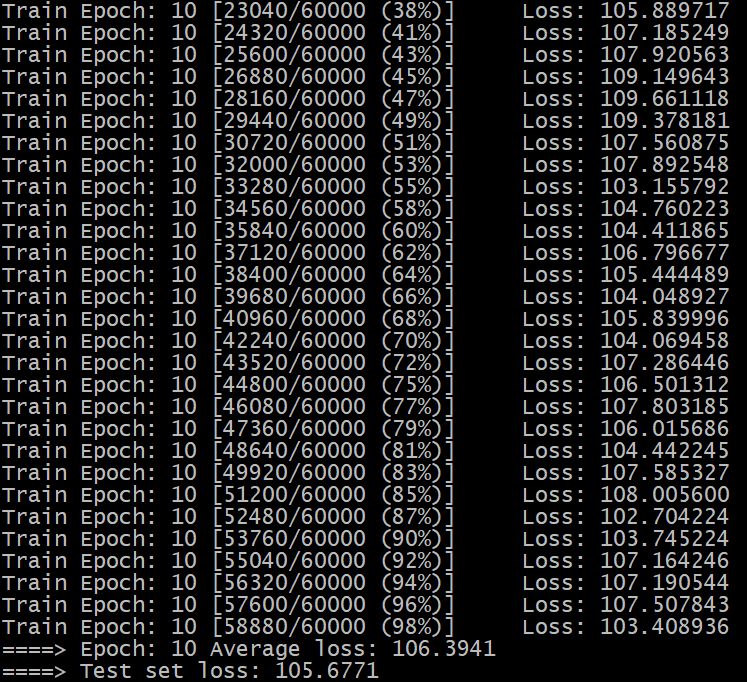 Train Epoch: 10 [23040/60000 (38%)]	Loss: 105.889717
Train Epoch: 10 [24320/60000 (41%)]	Loss: 107.185249
Train Epoch: 10 [25600/60000 (43%)]	Loss: 107.920563
Train Epoch: 10 [26880/60000 (45%)]	Loss: 109.149643
Train Epoch: 10 [28160/60000 (47%)]	Loss: 109.661118
Train Epoch: 10 [29440/60000 (49%)]	Loss: 109.378181
Train Epoch: 10 [30720/60000 (51%)]	Loss: 107.560875
Train Epoch: 10 [32000/60000 (53%)]	Loss: 107.892548
Train Epoch: 10 [33280/60000 (55%)]	Loss: 103.155792
Train Epoch: 10 [34560/60000 (58%)]	Loss: 104.760223
Train Epoch: 10 [35840/60000 (60%)]	Loss: 104.411865
Train Epoch: 10 [37120/60000 (62%)]	Loss: 106.796677
Train Epoch: 10 [38400/60000 (64%)]	Loss: 105.444489
Train Epoch: 10 [39680/60000 (66%)]	Loss: 104.048927
Train Epoch: 10 [40960/60000 (68%)]	Loss: 105.839996
Train Epoch: 10 [42240/60000 (70%)]	Loss: 104.069458
Train Epoch: 10 [43520/60000 (72%)]	Loss: 107.286446
Train Epoch: 10 [44800/60000 (75%)]	Loss: 106.501312
Train Epoch: 10 [46080/60000 (77%)]	Loss: 107.803185
Train Epoch: 10 [47360/60000 (79%)]	Loss: 106.015686
Train Epoch: 10 [48640/60000 (81%)]	Loss: 104.442245
Train Epoch: 10 [49920/60000 (83%)]	Loss: 107.585327
Train Epoch: 10 [51200/60000 (85%)]	Loss: 108.005600
Train Epoch: 10 [52480/60000 (87%)]	Loss: 102.704224
Train Epoch: 10 [53760/60000 (90%)]	Loss: 103.745224
Train Epoch: 10 [55040/60000 (92%)]	Loss: 107.164246
Train Epoch: 10 [56320/60000 (94%)]	Loss: 107.190544
Train Epoch: 10 [57600/60000 (96%)]	Loss: 107.507843
Train Epoch: 10 [58880/60000 (98%)]	Loss: 103.408936
====> Epoch: 10 Average loss: 106.3941
====> Test set loss: 105.6771